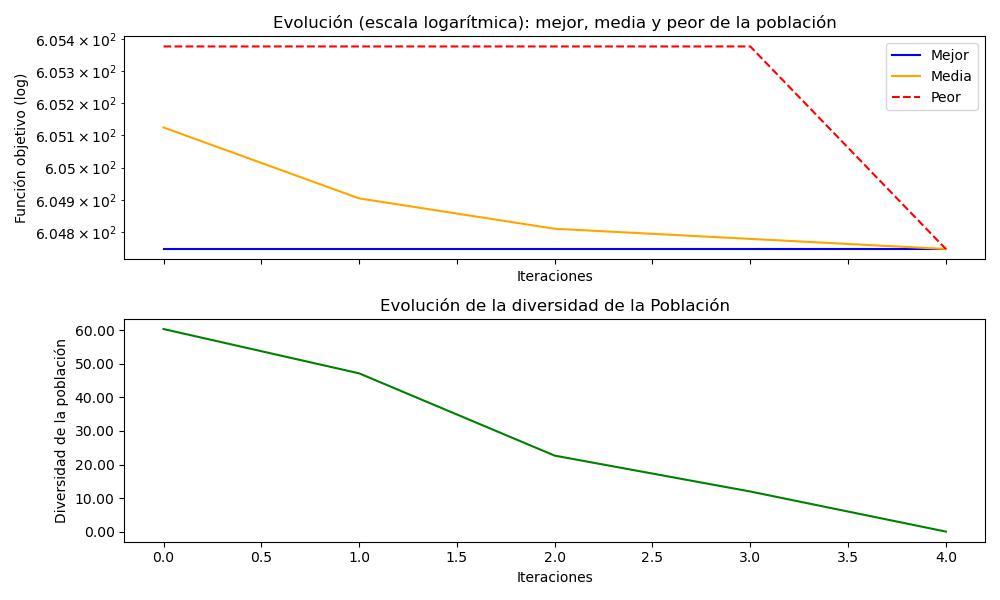 Evolución (escala logarítmica): mejor, media y peor de la población
Función objetivo (log)
6.054 × 10²
6.053 × 10²
6.052 × 10²
6.051 × 10²
6.05 × 10²
6.049 × 10²
6.048 × 10²
Mejor
Media
Peor
Iteraciones
Evolución de la diversidad de la Población
Diversidad de la población
60.00
50.00
40.00
30.00
20.00
10.00
0.00
0.0 0.5 1.0 1.5 2.0 2.5 3.0 3.5 4.0
Iteraciones